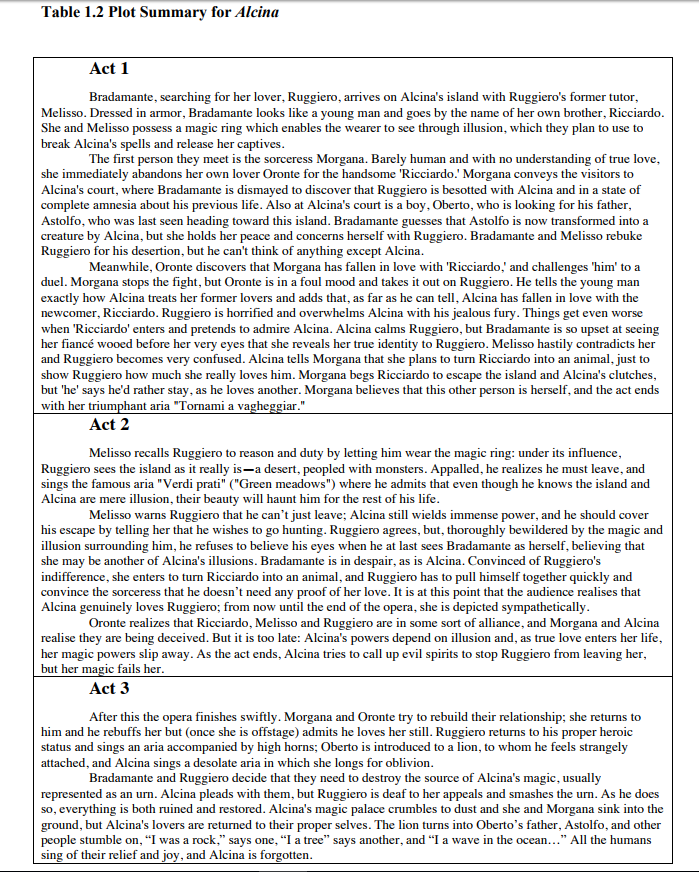 Table 1.2 Plot Summary for Alcina
Act 1
Bradamante, searching for her lover, Ruggiero, arrives on Alcina's island with Ruggiero's former tutor,
Melisso. Dressed in armor, Bradamante looks like a young man and goes by the name of her own brother, Ricciardo.
She and Melisso possess a magic ring which enables the wearer to see through illusion, which they plan to use to
break Alcina's spells and release her captives.
The first person they meet is the sorceress Morgana. Barely human and with no understanding of true love,
she immediately abandons her own lover Oronte for the handsome 'Ricciardo.' Morgana conveys the visitors to
Alcina's court, where Bradamante is dismayed to discover that Ruggiero is besotted with Alcina and in a state of
complete amnesia about his previous life. Also at Alcina's court is a boy, Oberto, who is looking for his father,
Astolfo, who was last seen heading toward this island. Bradamante guesses that Astolfo is now transformed into a
creature by Alcina, but she holds her peace and concerns herself with Ruggiero. Bradamante and Melisso rebuke
Ruggiero for his desertion, but he can't think of anything except Alcina.
Meanwhile, Oronte discovers that Morgana has fallen in love with 'Ricciardo,' and challenges 'him' to a
duel. Morgana stops the fight, but Oronte is in a foul mood and takes it out on Ruggiero. He tells the young man
exactly how Alcina treats her former lovers and adds that, as far as he can tell, Alcina has fallen in love with the
newcomer, Ricciardo. Ruggiero is horrified and overwhelms Alcina with his jealous fury. Things get even worse
when 'Ricciardo' enters and pretends to admire Alcina. Alcina calms Ruggiero, but Bradamante is so upset at seeing
her fiancé wooed before her very eyes that she reveals her true identity to Ruggiero. Melisso hastily contradicts her
and Ruggiero becomes very confused. Alcina tells Morgana that she plans to turn Ricciardo into an animal, just to
show Ruggiero how much she really loves him. Morgana begs Ricciardo to escape the island and Alcina's clutches,
but 'he' says he'd rather stay, as he loves another. Morgana believes that this other person is herself, and the act ends
with her triumphant aria "Tornami a vagheggiar."
Act 2
Melisso recalls Ruggiero to reason and duty by letting him wear the magic ring: under its influence,
Ruggiero sees the island as it really is—a desert, peopled with monsters. Appalled, he realizes he must leave, and
sings the famous aria "Verdi prati" ("Green meadows") where he admits that even though he knows the island and
Alcina are mere illusion, their beauty will haunt him for the rest of his life.
Melisso warns Ruggiero that he can’t just leave; Alcina still wields immense power, and he should cover
his escape by telling her that he wishes to go hunting. Ruggiero agrees, but, thoroughly bewildered by the magic and
illusion surrounding him, he refuses to believe his eyes when he at last sees Bradamante as herself, believing that
she may be another of Alcina's illusions. Bradamante is in despair, as is Alcina. Convinced of Ruggiero's
indifference, she enters to turn Ricciardo into an animal, and Ruggiero has to pull himself together quickly and
convince the sorceress that he doesn’t need any proof of her love. It is at this point that the audience realises that
Alcina genuinely loves Ruggiero; from now until the end of the opera, she is depicted sympathetically.
Oronte realizes that Ricciardo, Melisso and Ruggiero are in some sort of alliance, and Morgana and Alcina
realise they are being deceived. But it is too late: Alcina's powers depend on illusion and, as true love enters her life,
her magic powers slip away. As the act ends, Alcina tries to call up evil spirits to stop Ruggiero from leaving her,
but her magic fails her.
Act 3
After this the opera finishes swiftly. Morgana and Oronte try to rebuild their relationship; she returns to
him and he rebuffs her but (once she is offstage) admits he loves her still. Ruggiero returns to his proper heroic
status and sings an aria accompanied by high horns; Oberto is introduced to a lion, to whom he feels strangely
attached, and Alcina sings a desolate aria in which she longs for oblivion.
Bradamante and Ruggiero decide that they need to destroy the source of Alcina's magic, usually
represented as an urn. Alcina pleads with them, but Ruggiero is deaf to her appeals and smashes the urn. As he does
so, everything is both ruined and restored. Alcina's magic palace crumbles to dust and she and Morgana sink into the
ground, but Alcina's lovers are returned to their proper selves. The lion turns into Oberto’s father, Astolfo, and other
people stumble on, “I was a rock,” says one, “I a tree” says another, and “I a wave in the ocean…” All the humans
sing of their relief and joy, and Alcina is forgotten.